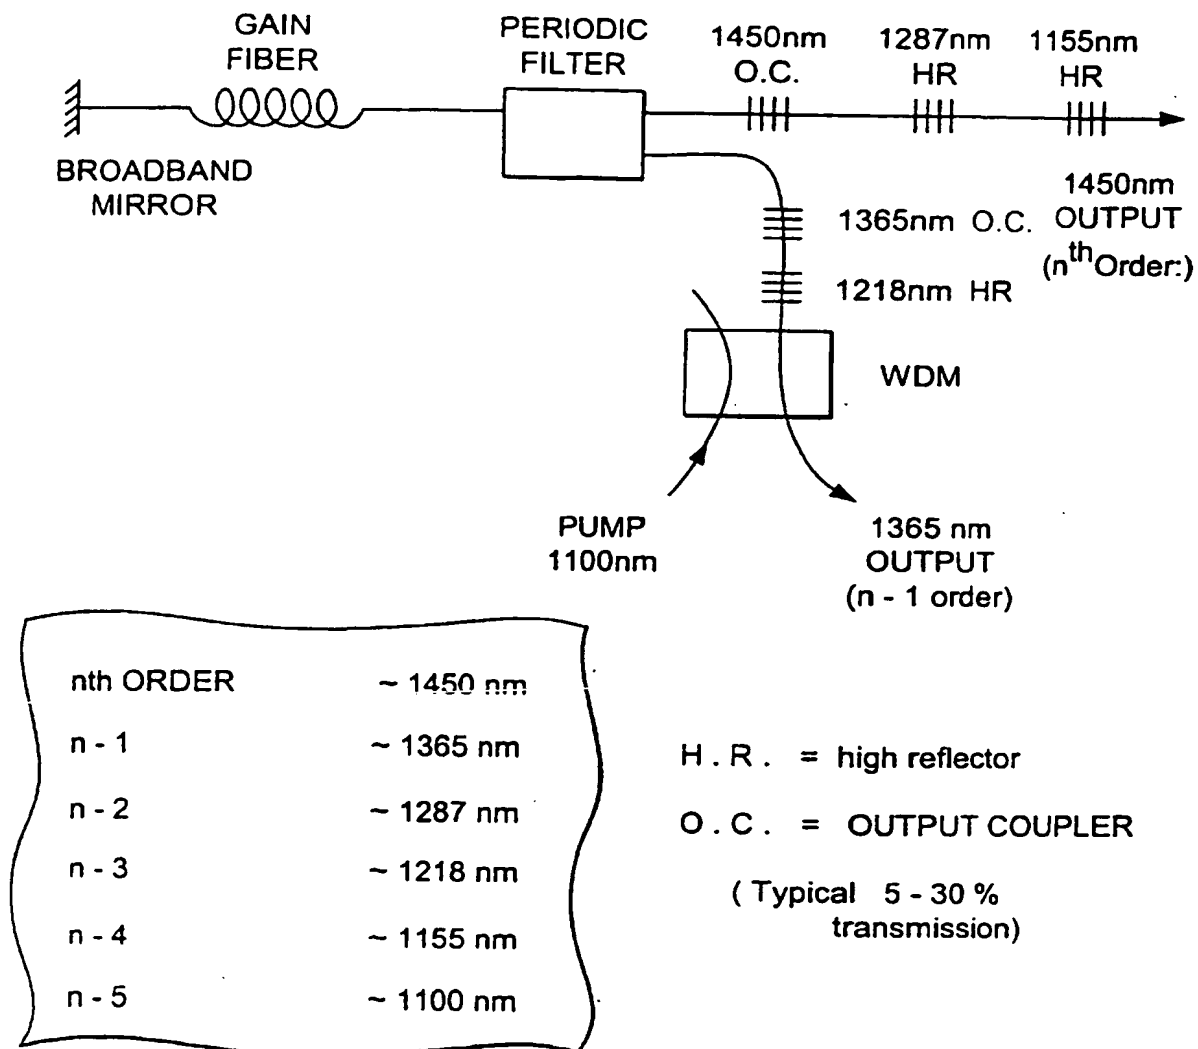 GAIN
FIBER
PERIODIC
FILTER
1450nm
O.C.
1287nm
HR
1155nm
HR
BROADBAND
MIRROR
1450nm
OUTPUT
(nth Order:)
1365nm O.C.
1218nm HR
WDM
PUMP
1100nm
1365 nm
OUTPUT
(n - 1 order)
nth ORDER ~ 1450 nm
n - 1 ~ 1365 nm
n - 2 ~ 1287 nm
n - 3 ~ 1218 nm
n - 4 ~ 1155 nm
n - 5 ~ 1100 nm
H . R . = high reflector
O . C . = OUTPUT COUPLER
( Typical 5 - 30 %
transmission)